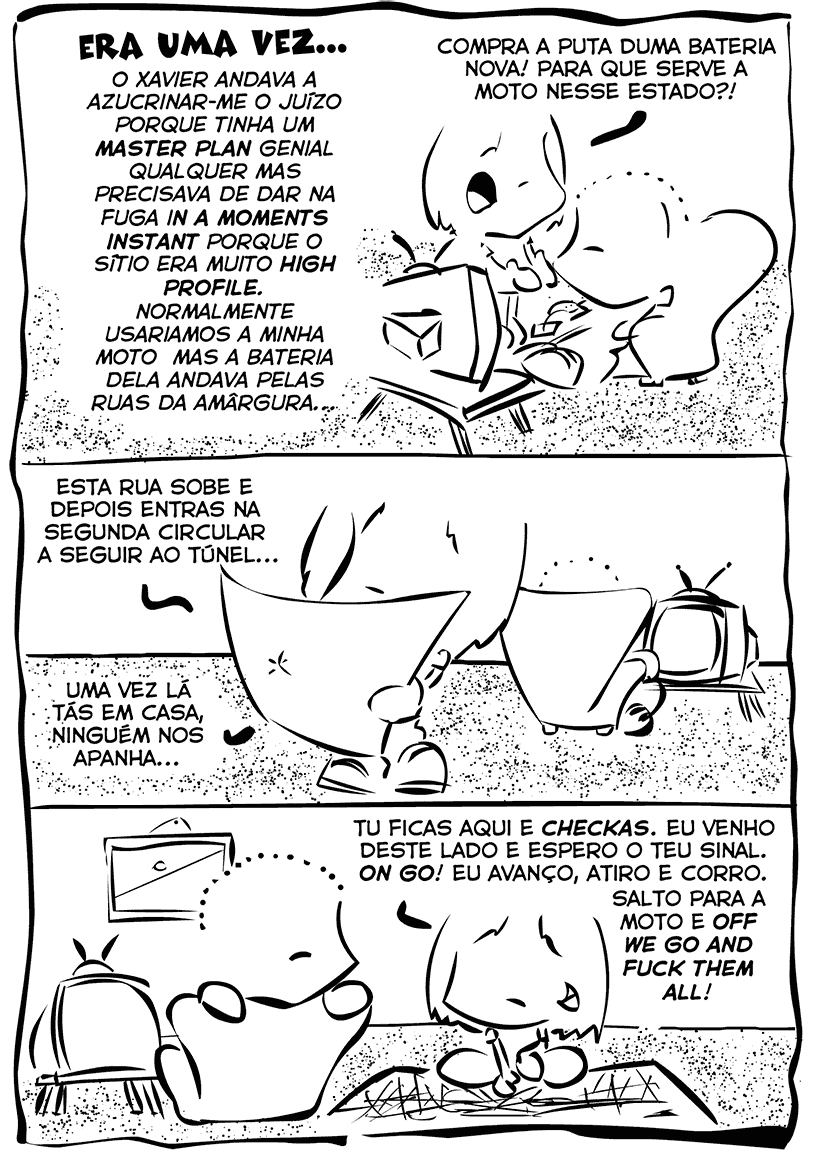 ERA UMA VEZ...
O XAVIER ANDAVA A
AZUCRINAR-ME O JUÍZO
PORQUE TINHA UM
MASTER PLAN GENIAL
QUALQUER MAS
PRECISAVA DE DAR NA
FUGA IN A MOMENTS
INSTANT PORQUE O
SÍTIO ERA MUITO HIGH
PROFILE.
NORMALMENTE
USARIAMOS A MINHA
MOTO MAS A BATERIA
DELA ANDAVA PELAS
RUAS DA AMÂRGURA...
COMPRA A PUTA DUMA BATERIA
NOVA! PARA QUE SERVE A
MOTO NESSE ESTADO?!
ESTA RUA SOBE E
DEPOIS ENTRAS NA
SEGUNDA CIRCULAR
A SEGUIR AO TÚNEL...
UMA VEZ LÁ
TÁS EM CASA,
NINGUÉM NOS
APANHA...
TU FICAS AQUI E CHECKAS. EU VENHO
DESTE LADO E ESPERO O TEU SINAL.
ON GO! EU AVANÇO, ATIRO E CORRO.
SALTO PARA A
MOTO E OFF
WE GO AND
FUCK THEM
ALL!